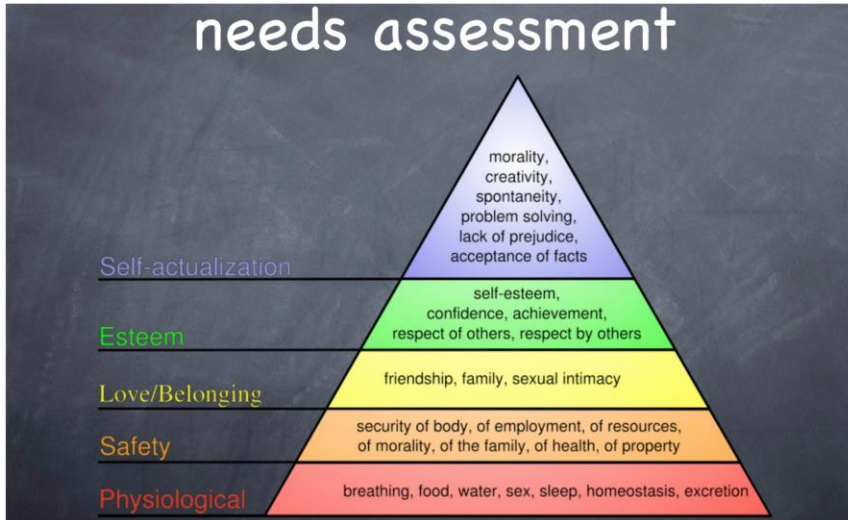 needs assessment
morality,
creativity,
spontaneity,
problem solving,
lack of prejudice,
acceptance of facts
Self-actualization
self-esteem,
confidence, achievement,
respect of others, respect by others
Esteem
friendship, family, sexual intimacy
Love/Belonging
security of body, of employment, of resources,
of morality, of the family, of health, of property
Safety
breathing, food, water, sex, sleep, homeostasis, excretion
Physiological